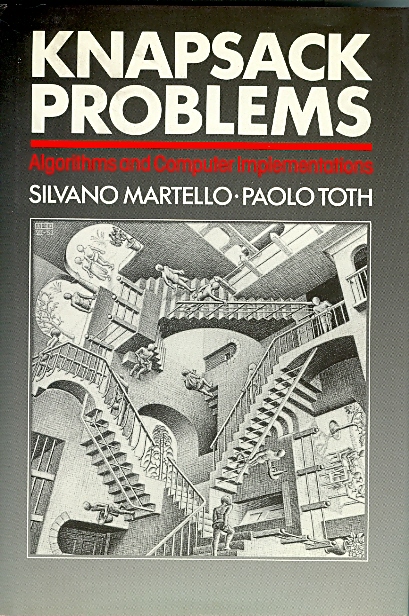 KNAPSACK
PROBLEMS
Algorithms and Computer Implementations
SILVANO MARTELLO · PAOLO TOTH